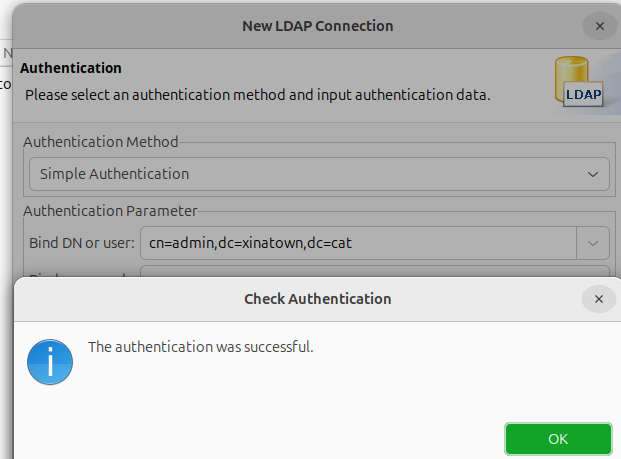 New LDAP Connection
N
Authentication
to
Please select an authentication method and input authentication data.
LDAP
Authentication Method
Simple Authentication
Authentication Parameter
Bind DN or user: cn=admin,dc=xinatown,dc=cat
Check Authentication
The authentication was successful.
OK